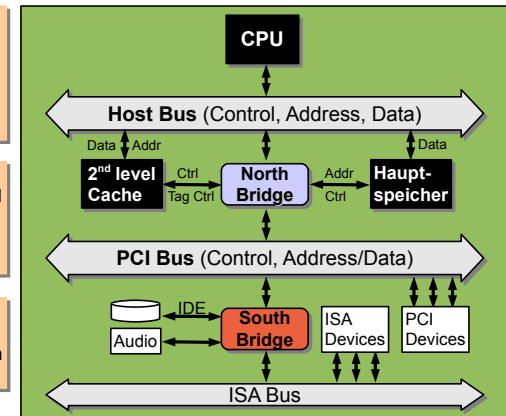 CPU
Host Bus (Control, Address, Data)
Data Addr
Data
2nd level
Cache
Ctrl
Tag Ctrl
North
Bridge
Addr
Ctrl
Haupt-
speicher
PCI Bus (Control, Address/Data)
IDE
Audio
South
Bridge
ISA
Devices
PCI
Devices
ISA Bus